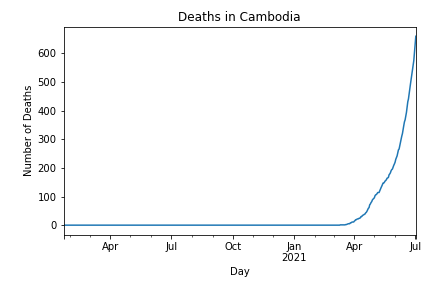 Deaths in Cambodia
Number of Deaths
600
500
400
300
200
100
0
Apr
Jul
Oct
Jan
2021
Apr
Jul
Day